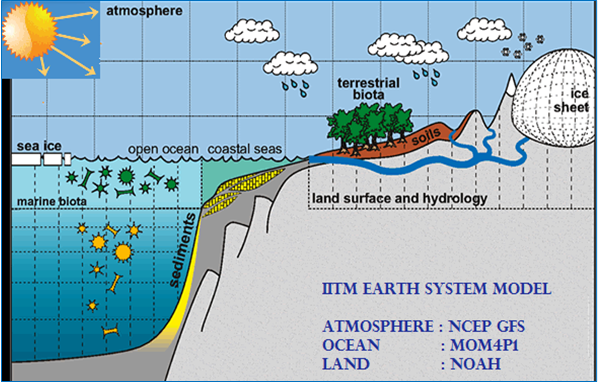 atmosphere
terrestrial
biota
ice
sheet
sea ice
open ocean
coastal seas
soils
marine biota
land surface and hydrology
sediments
IITM EARTH SYSTEM MODEL
ATMOSPHERE : NCEP GFS
OCEAN : MOM4P1
LAND : NOAH